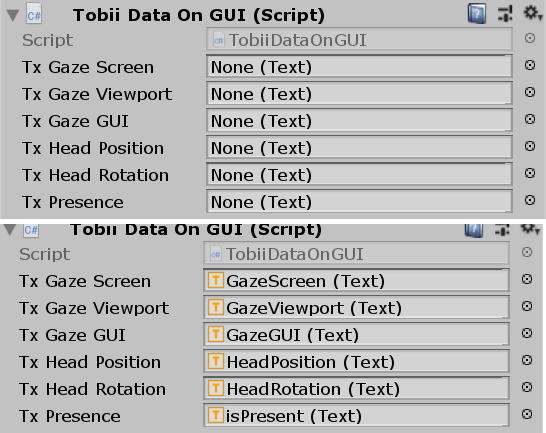 C# Tobii Data On GUI (Script)
Script TobiiDataOnGUI
Tx Gaze Screen None (Text)
Tx Gaze Viewport None (Text)
Tx Gaze GUI None (Text)
Tx Head Position None (Text)
Tx Head Rotation None (Text)
Tx Presence None (Text)
C# Tobii Data On GUI (Script)
Script TobiiDataOnGUI
Tx Gaze Screen T GazeScreen (Text)
Tx Gaze Viewport T GazeViewport (Text)
Tx Gaze GUI T GazeGUI (Text)
Tx Head Position T HeadPosition (Text)
Tx Head Rotation T HeadRotation (Text)
Tx Presence T isPresent (Text)